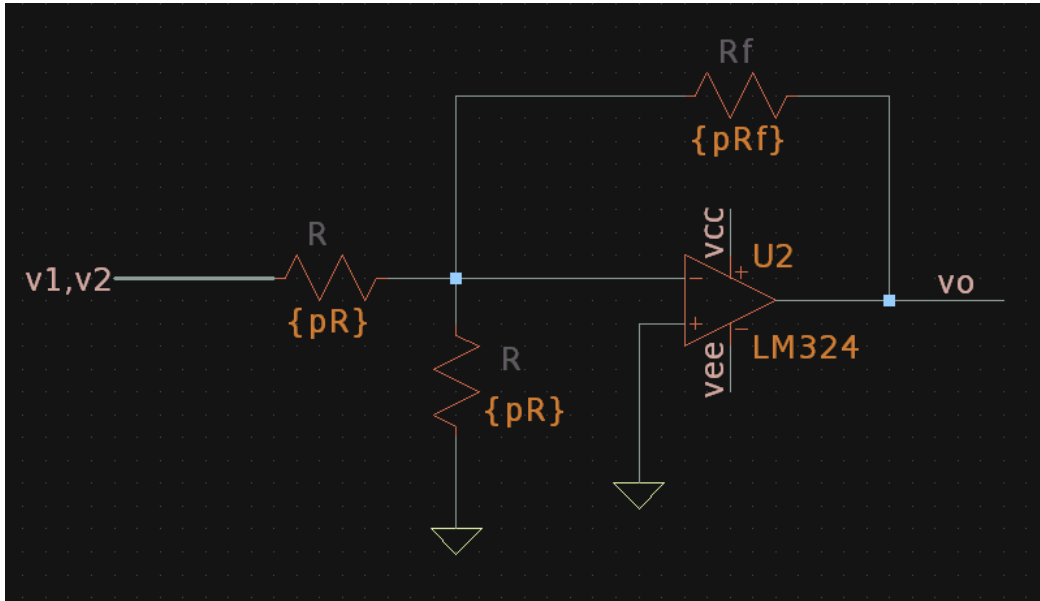 Rf
{pRf}
vcc
U2
+
R
v1,v2
-
vo
{pR}
+
-
LM324
vee
R
{pR}